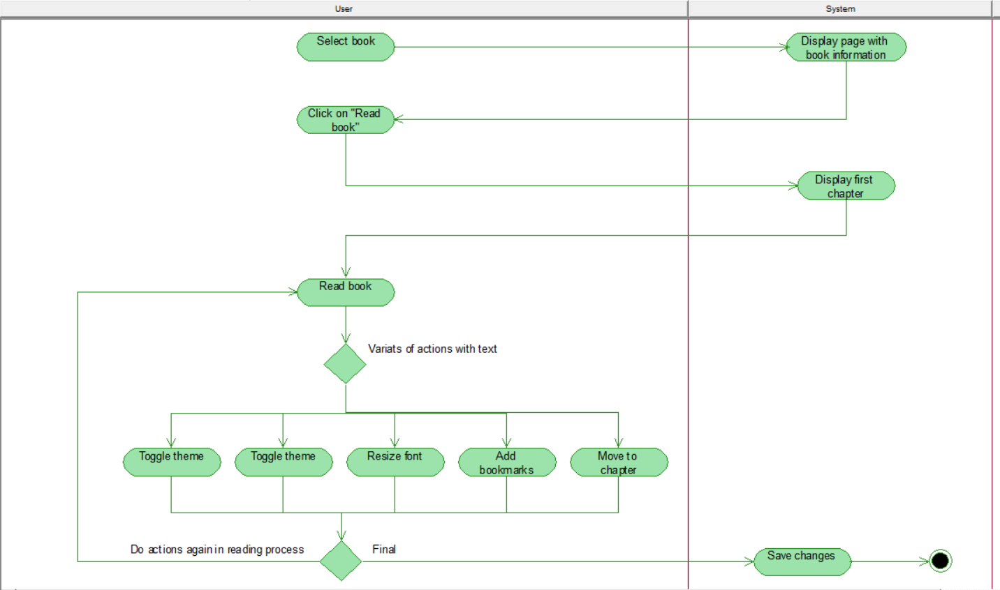 User
System
Select book
Display page with
book information
Click on "Read
book"
Display first
chapter
Read book
Variats of actions with text
Toggle theme
Toggle theme
Resize font
Add
bookmarks
Move to
chapter
Do actions again in reading process
Final
Save changes